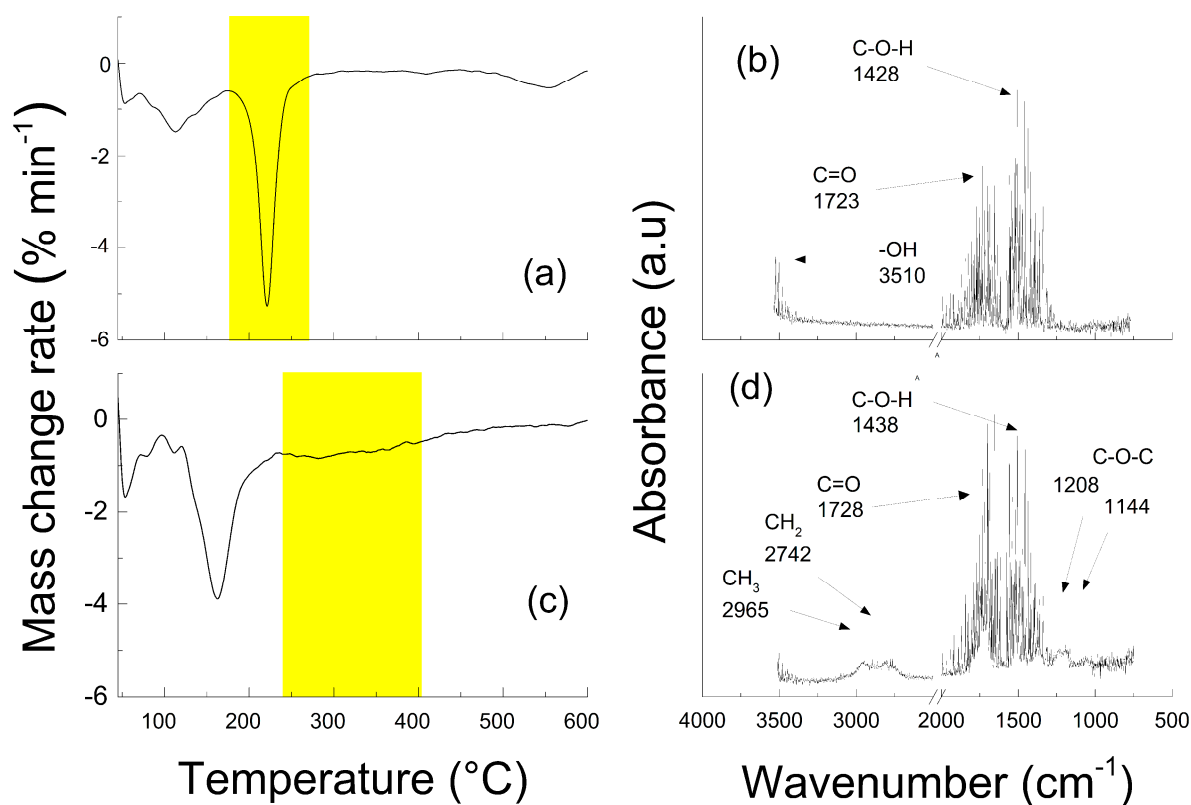 Mass change rate (% min-1)
0
-2
-4
-6
(a)
0
-2
-4
-6
(c)
100
200
300
400
500
600
Temperature (°C)
Absorbance (a.u)
(b)
C-O-H
1428
C=O
1723
-OH
3510
A
A
(d)
C-O-H
1438
C-O-C
1208
1144
C=O
1728
CH2
2742
CH3
2965
4000
3500
3000
2000
1500
1000
500
Wavenumber (cm-1)